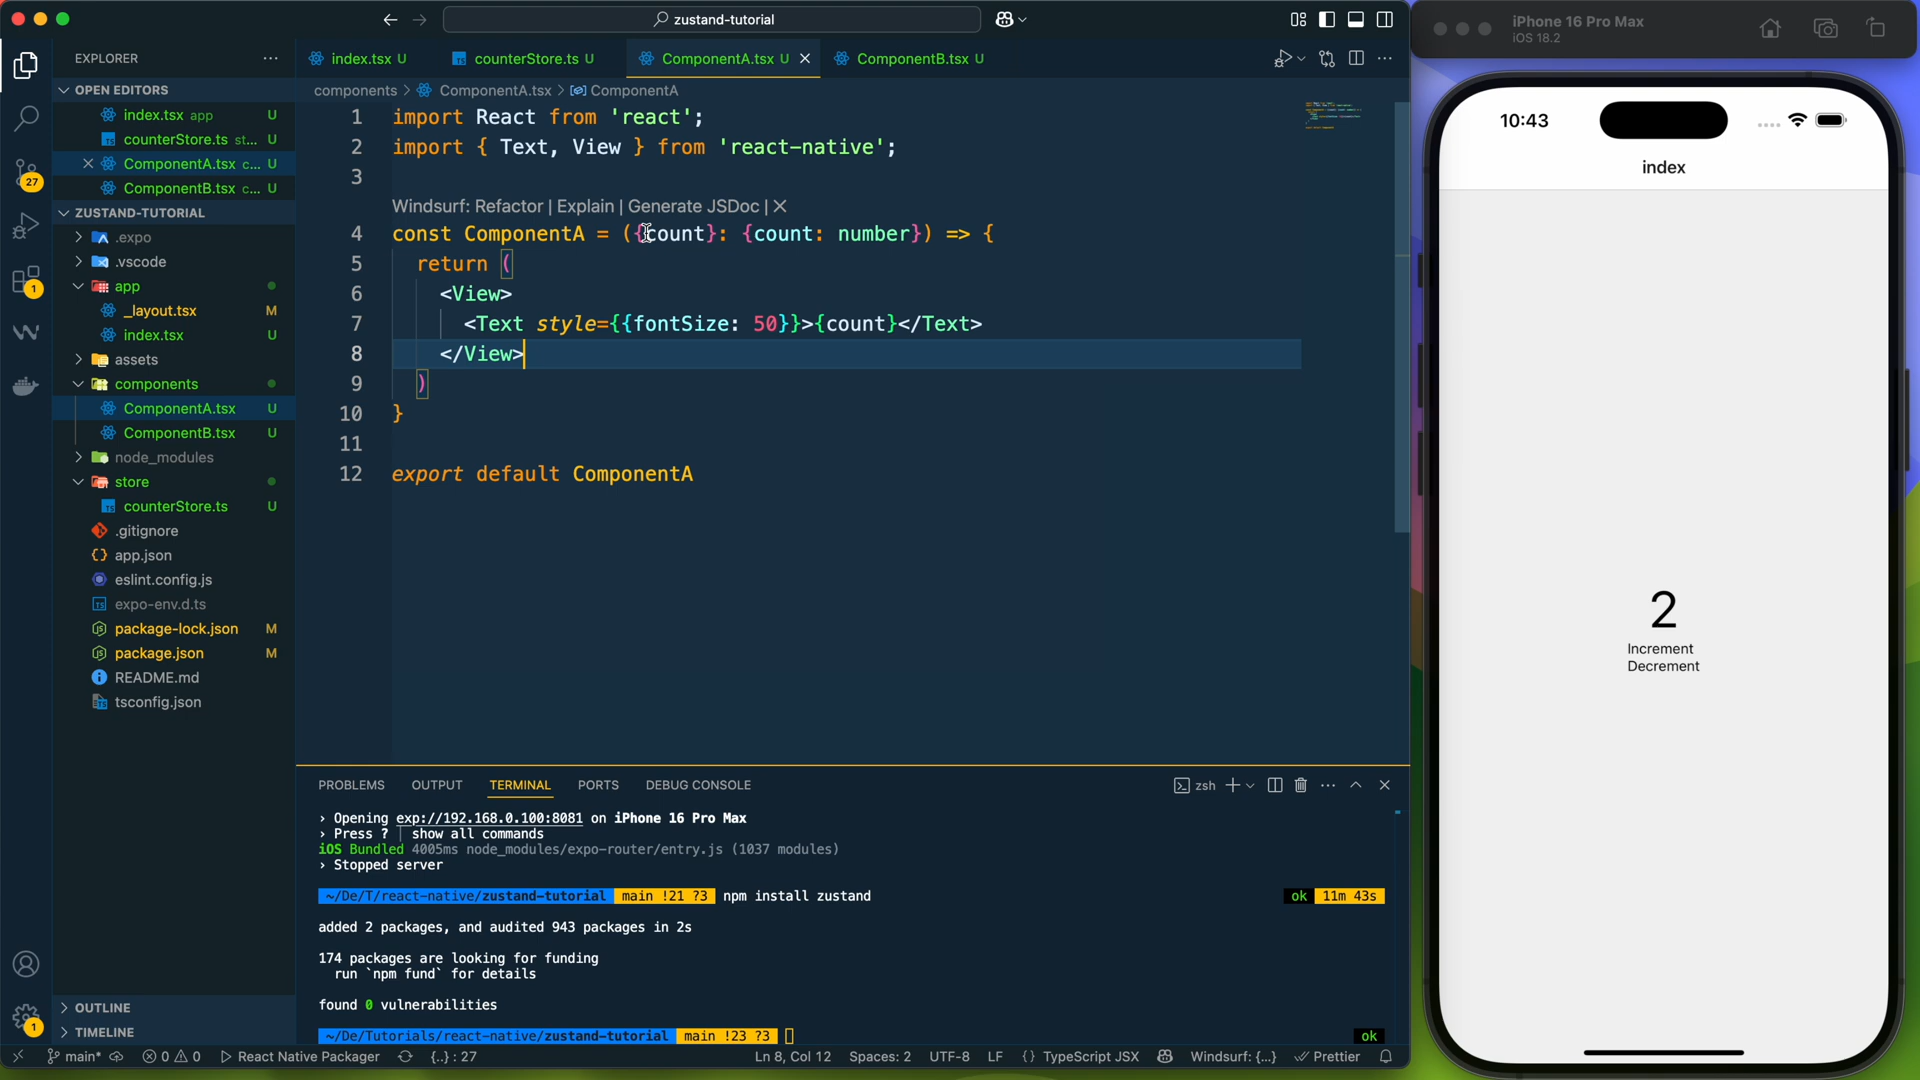 zustand-tutorial
EXPLORER
OPEN EDITORS
index.tsx app U
counterStore.ts st... U
ComponentA.tsx c... U
ComponentB.tsx c... U
27
ZUSTAND-TUTORIAL
.expo
.vscode
1
app
_layout.tsx M
index.tsx U
assets
components
ComponentA.tsx U
ComponentB.tsx U
node_modules
store
counterStore.ts U
.gitignore
app.json
eslint.config.js
expo-env.d.ts
package-lock.json M
package.json M
README.md
tsconfig.json
OUTLINE
TIMELINE
1
index.tsx U
counterStore.ts U
ComponentA.tsx U
ComponentB.tsx U
components > ComponentA.tsx > ComponentA
1 import React from 'react';
2 import { Text, View } from 'react-native';
3
Windsurf: Refactor | Explain | Generate JSDoc | X
4 const ComponentA = ({count}: {count: number}) => {
5 return (
6 <View>
7 <Text style={{fontSize: 50}}>{count}</Text>
8 </View>
9 )
10 }
11
12 export default ComponentA
PROBLEMS OUTPUT TERMINAL PORTS DEBUG CONSOLE
zsh
› Opening exp://192.168.0.100:8081 on iPhone 16 Pro Max
› Press ? │ show all commands
iOS Bundled 4005ms node_modules/expo-router/entry.js (1037 modules)
› Stopped server
~/De/T/react-native/zustand-tutorial main !21 ?3 npm install zustand ok 11m 43s
added 2 packages, and audited 943 packages in 2s
174 packages are looking for funding
run `npm fund` for details
found 0 vulnerabilities
~/De/Tutorials/react-native/zustand-tutorial main !23 ?3 ok
main* 0 0 React Native Packager {..} : 27 Ln 8, Col 12 Spaces: 2 UTF-8 LF {} TypeScript JSX Windsurf: {...} Prettier
iPhone 16 Pro Max
iOS 18.2
10:43
index
2
Increment
Decrement